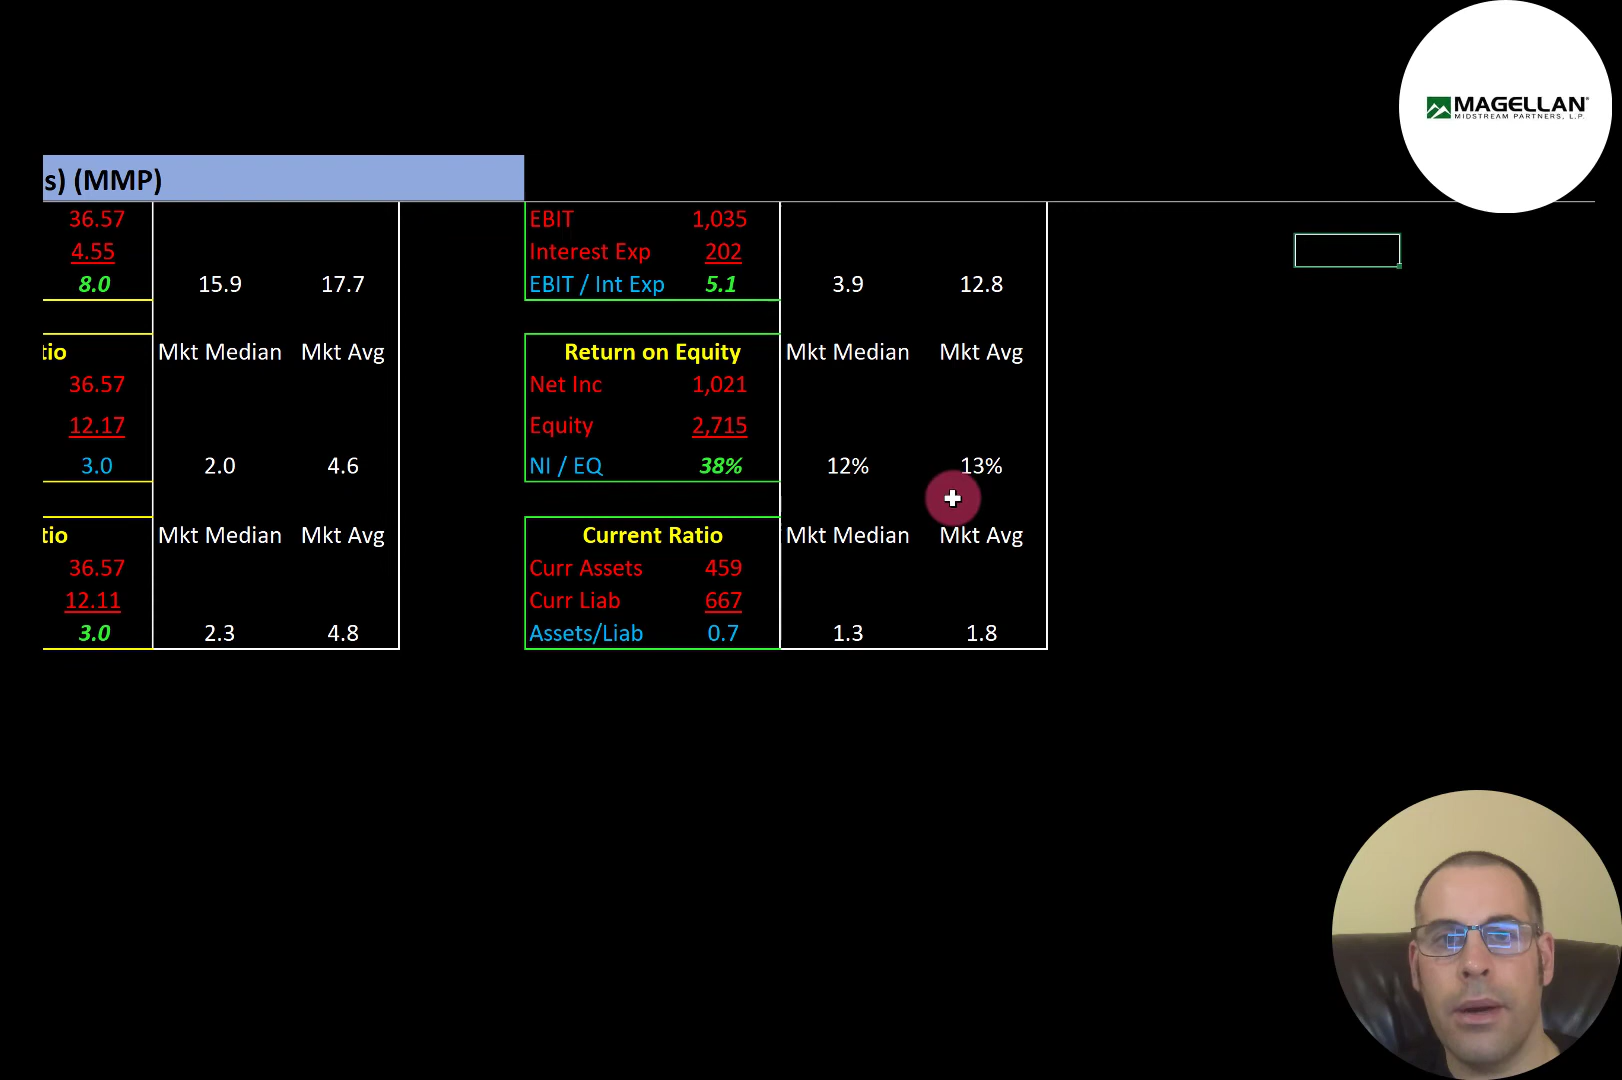 MAGELLAN
MIDSTREAM PARTNERS, L.P.
s) (MMP)
36.57
4.55
8.0 15.9 17.7
tio Mkt Median Mkt Avg
36.57
12.17
3.0 2.0 4.6
tio Mkt Median Mkt Avg
36.57
12.11
3.0 2.3 4.8
EBIT 1,035
Interest Exp 202
EBIT / Int Exp 5.1 3.9 12.8
Return on Equity Mkt Median Mkt Avg
Net Inc 1,021
Equity 2,715
NI / EQ 38% 12% 13%
Current Ratio Mkt Median Mkt Avg
Curr Assets 459
Curr Liab 667
Assets/Liab 0.7 1.3 1.8